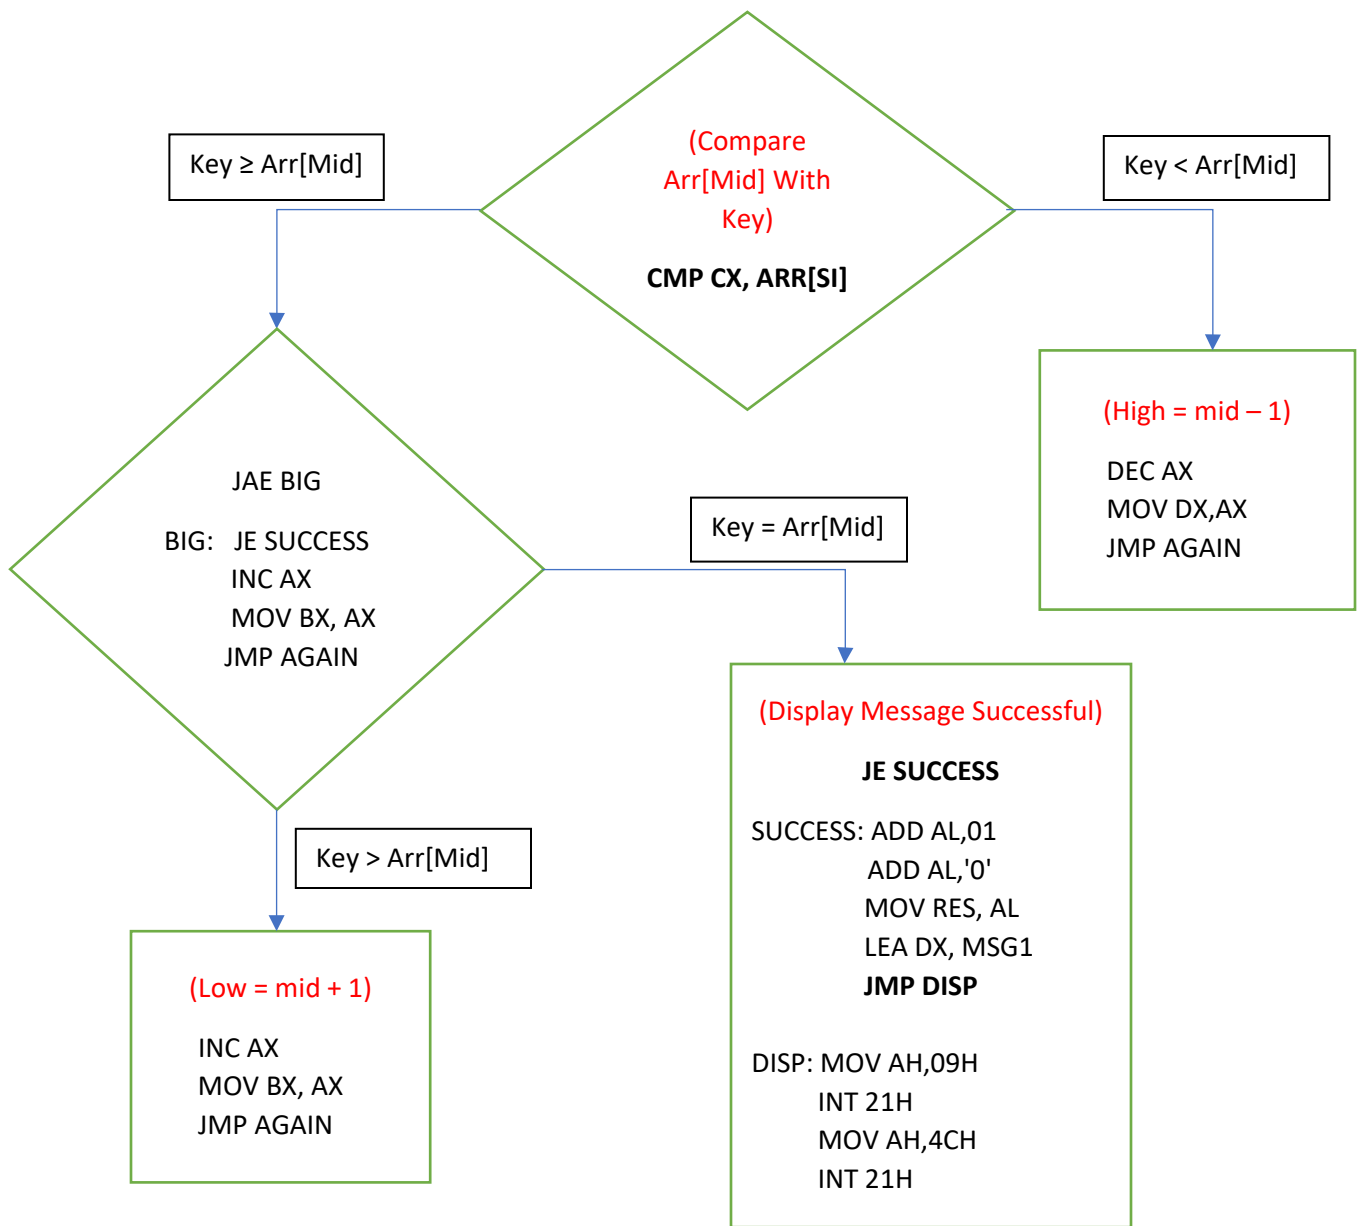 Key ≥ Arr[Mid]
(Compare
Arr[Mid] With
Key)
CMP CX, ARR[SI]
Key < Arr[Mid]
(High = mid – 1)
DEC AX
MOV DX,AX
JMP AGAIN
JAE BIG
BIG: JE SUCCESS
INC AX
MOV BX, AX
JMP AGAIN
Key = Arr[Mid]
(Display Message Successful)
JE SUCCESS
SUCCESS: ADD AL,01
ADD AL,'0'
MOV RES, AL
LEA DX, MSG1
JMP DISP
DISP: MOV AH,09H
INT 21H
MOV AH,4CH
INT 21H
Key > Arr[Mid]
(Low = mid + 1)
INC AX
MOV BX, AX
JMP AGAIN